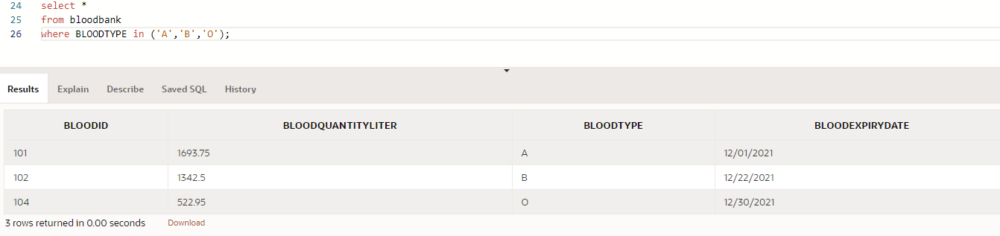 24 select *
25 from bloodbank
26 where BLOODTYPE in ('A','B','O');
Results Explain Describe Saved SQL History
BLOODID BLOODQUANTITYLITER BLOODTYPE BLOODEXPIRYDATE
101 1693.75 A 12/01/2021
102 1342.5 B 12/22/2021
104 522.95 O 12/30/2021
3 rows returned in 0.00 seconds Download